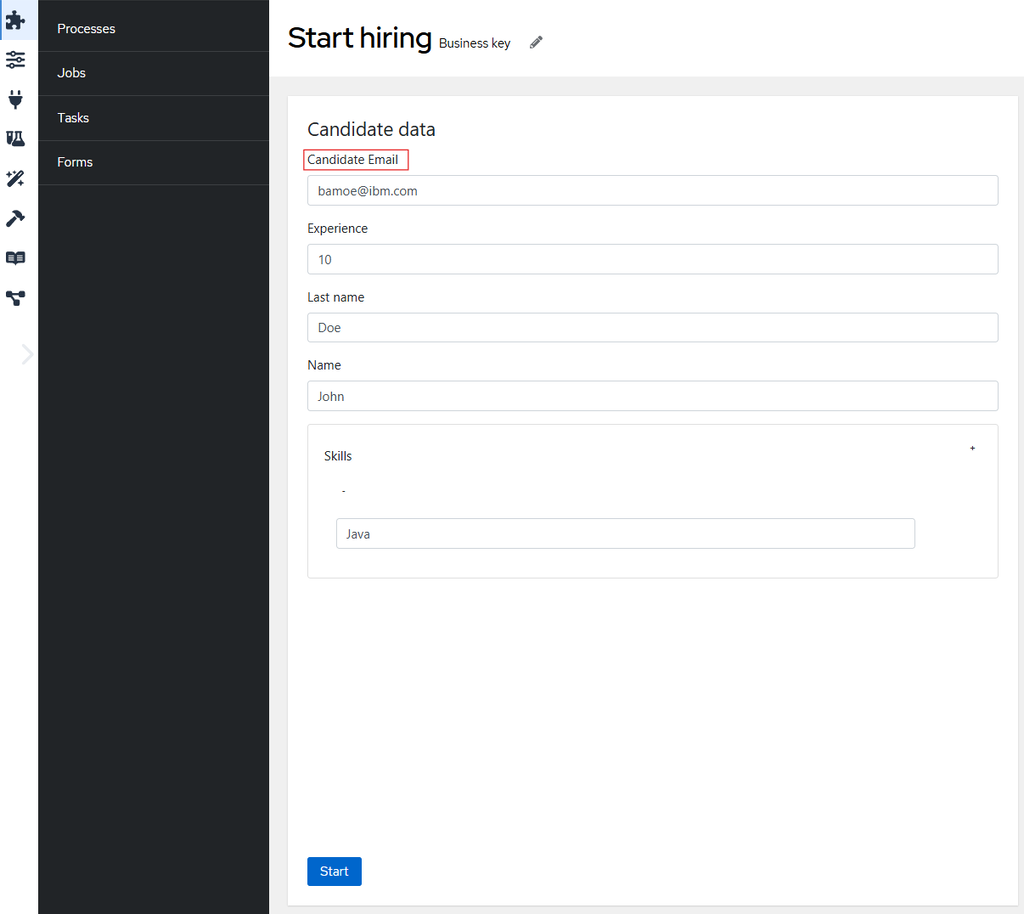 Processes
Jobs
Tasks
Forms
Start hiring Business key
Candidate data
Candidate Email
bamoe@ibm.com
Experience
10
Last name
Doe
Name
John
Skills
+
-
Java
Start